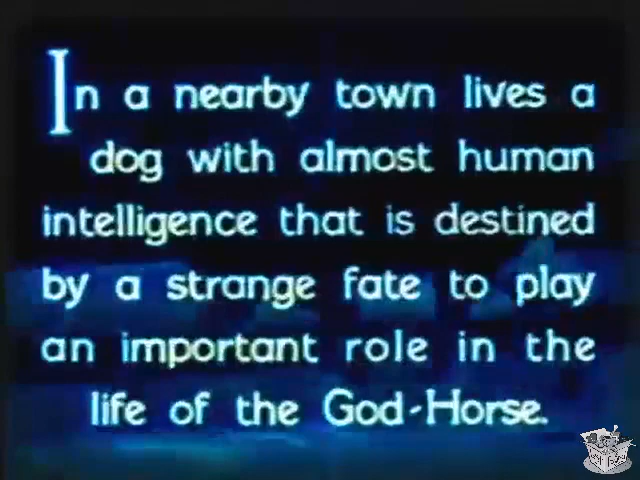 In a nearby town lives a
dog with almost human
intelligence that is destined
by a strange fate to play
an important role in the
life of the God-Horse.